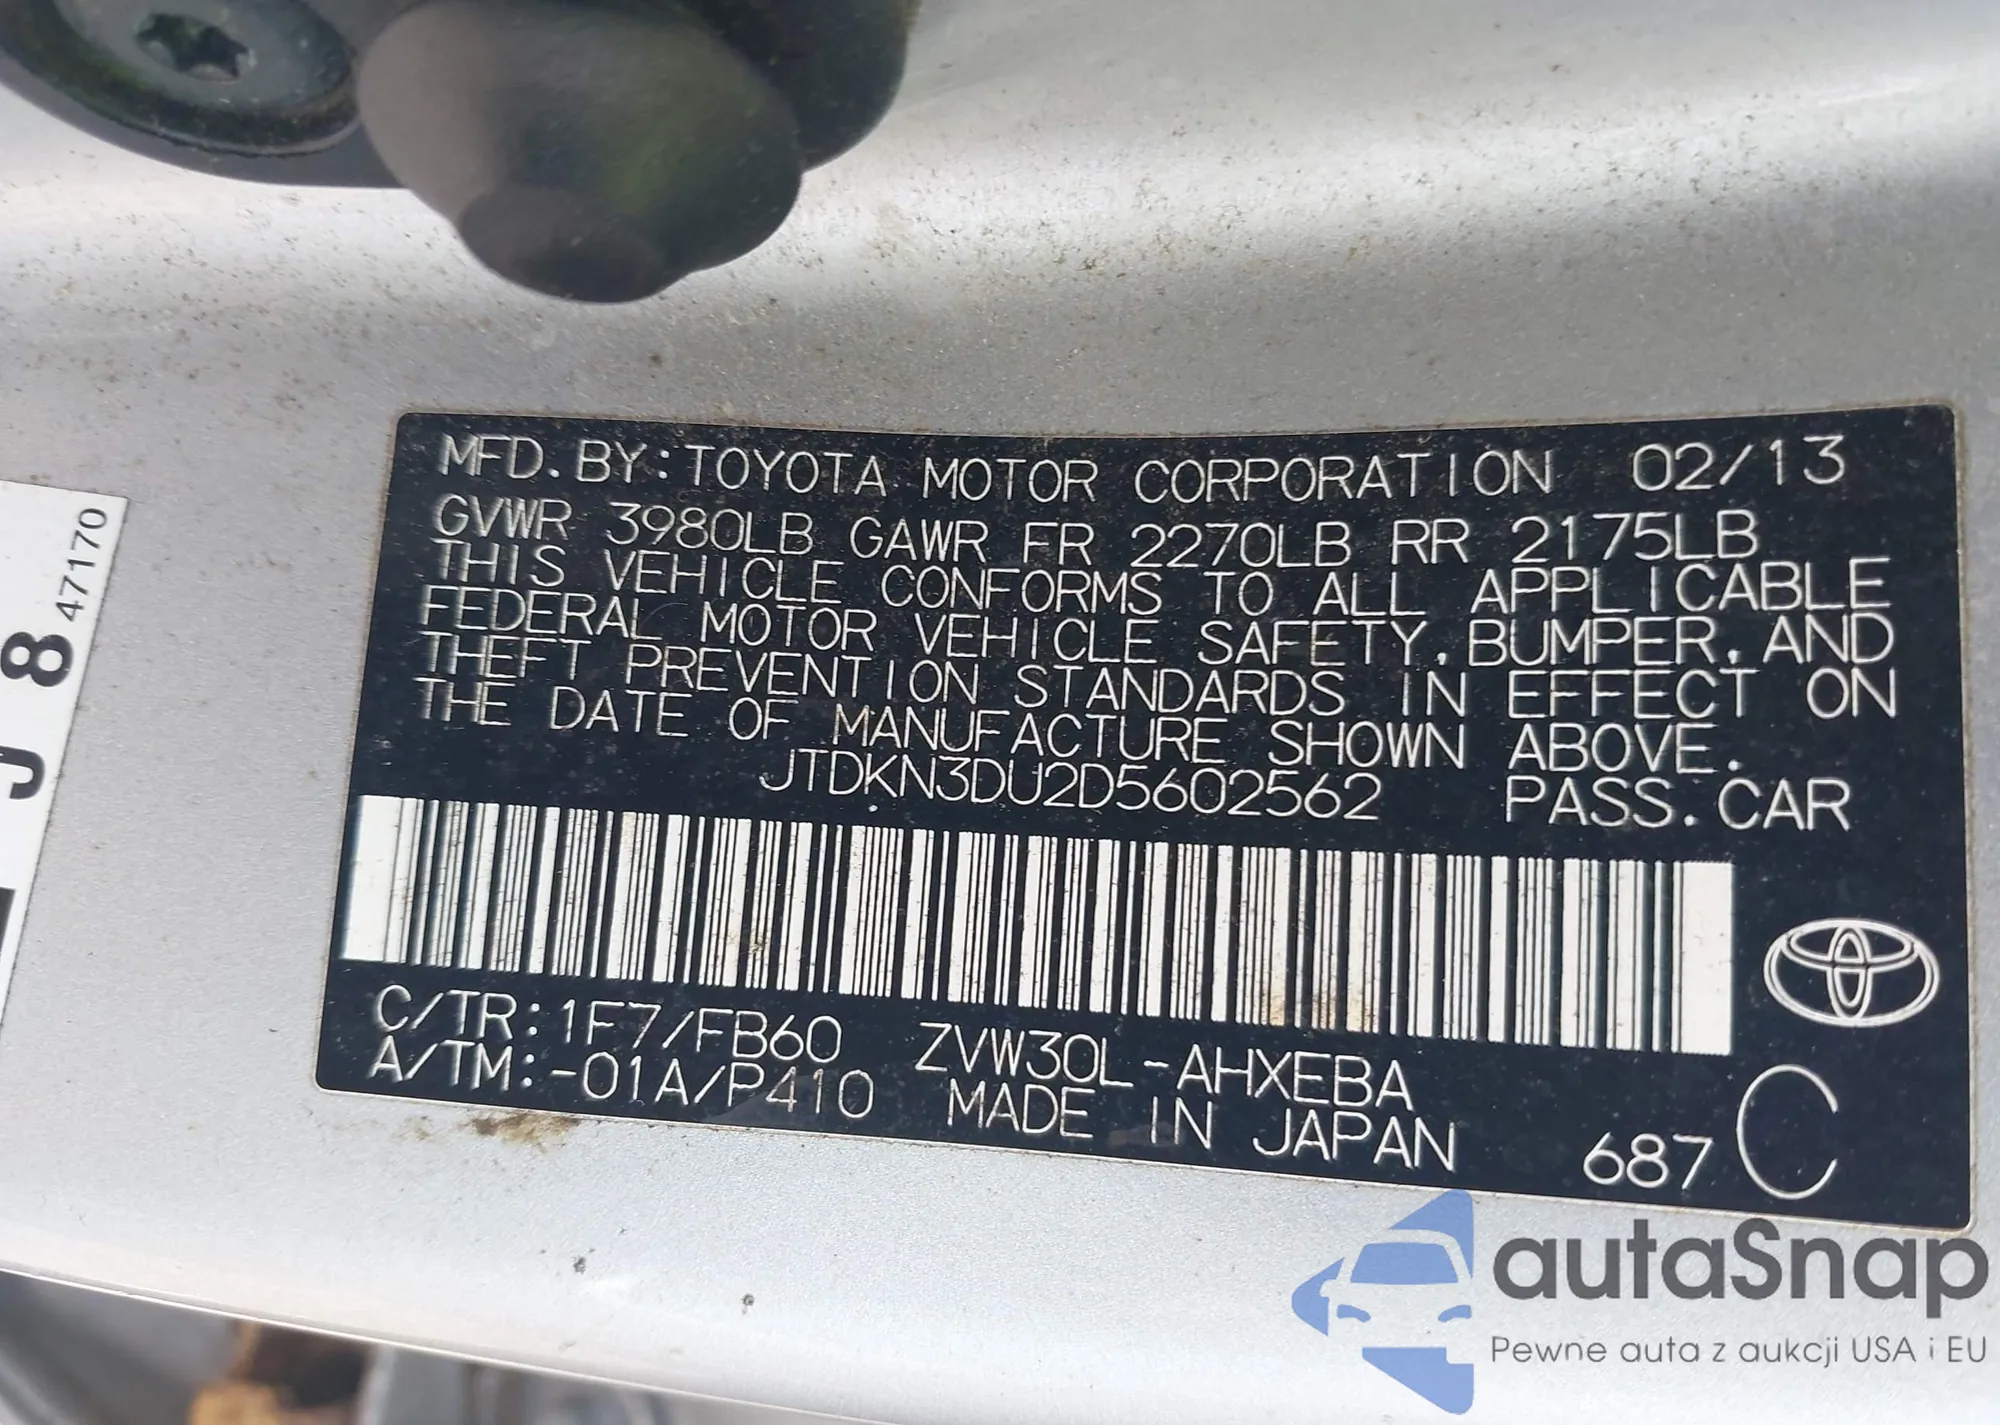 MFD. BY: TOYOTA MOTOR CORPORATION 02/13
GVWR 3980LB GAWR FR 2270LB RR 2175LB
THIS VEHICLE CONFORMS TO ALL APPLICABLE
FEDERAL MOTOR VEHICLE SAFETY, BUMPER, AND
THEFT PREVENTION STANDARDS IN EFFECT ON
THE DATE OF MANUFACTURE SHOWN ABOVE.
JTDKN3DU2D5602562 PASS. CAR
C/TR: 1F7/FB60 ZVW30L-AHXEBA
A/TM: -01A/P410 MADE IN JAPAN 687 C
J 8 47170
autaSnap
Pewne auta z aukcji USA i EU